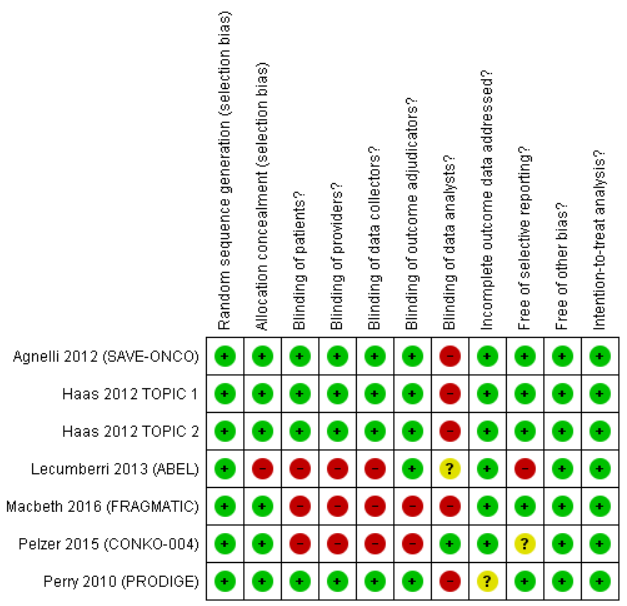 Random sequence generation (selection bias)
Allocation concealment (selection bias)
Blinding of patients?
Blinding of providers?
Blinding of data collectors?
Blinding of outcome adjudicators?
Blinding of data analysts?
Incomplete outcome data addressed?
Free of selective reporting?
Free of other bias?
Intention-to-treat analysis?
Agnelli 2012 (SAVE-ONCO) + + + + + + - + + + +
Haas 2012 TOPIC 1 + + + + + + - + + + +
Haas 2012 TOPIC 2 + + + + + + - + + + +
Lecumberri 2013 (ABEL) + - - - - + ? + - + +
Macbeth 2016 (FRAGMATIC) + + - - - - - + + + +
Pelzer 2015 (CONKO-004) + + - - - - + + ? + +
Perry 2010 (PRODIGE) + + + + + + - ? + + +